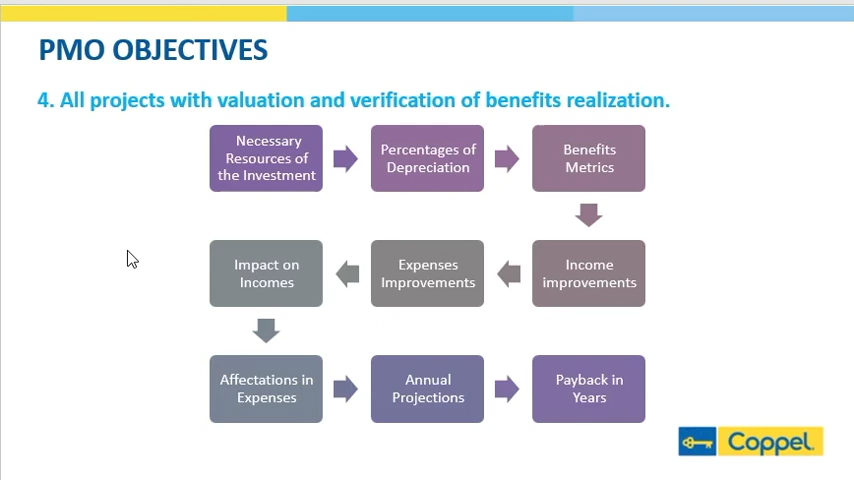 PMO OBJECTIVES
4. All projects with valuation and verification of benefits realization.
Necessary
Resources of
the Investment
Percentages of
Depreciation
Benefits
Metrics
Income
improvements
Expenses
Improvements
Impact on
Incomes
Affectations in
Expenses
Annual
Projections
Payback in
Years
Coppel.